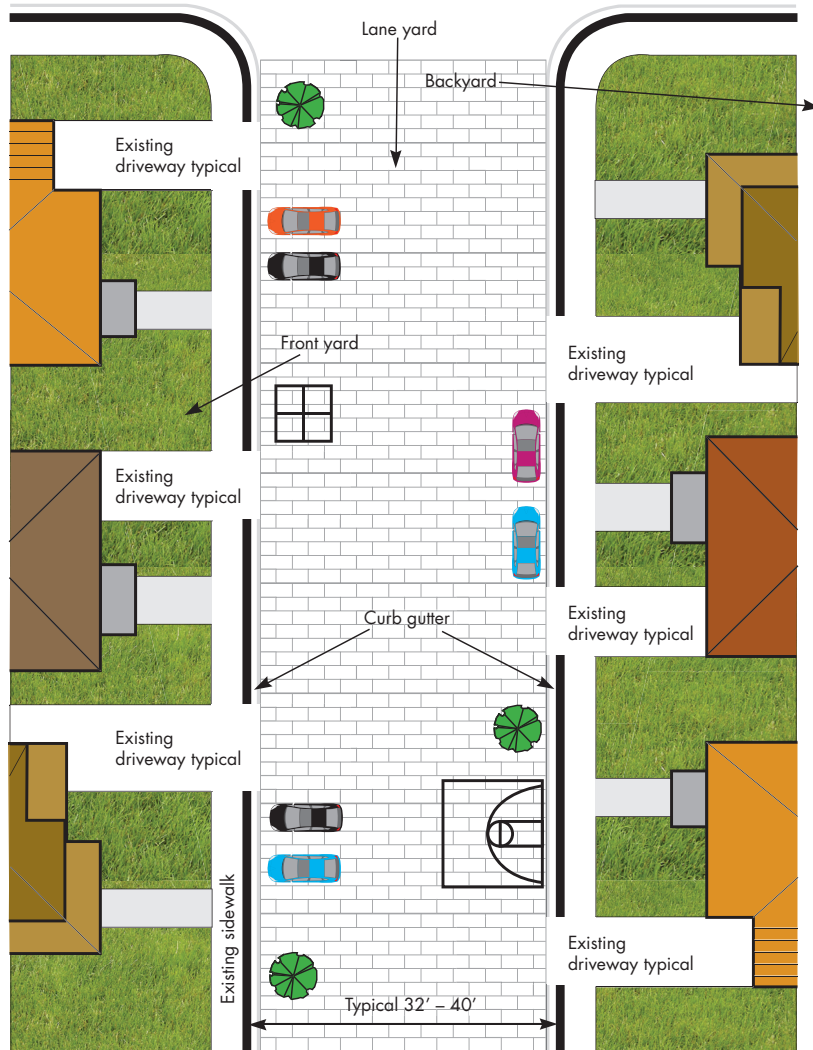 Lane yard
Backyard
Existing
driveway typical
Front yard
Existing
driveway typical
Existing
driveway typical
Curb gutter
Existing
driveway typical
Existing
driveway typical
Existing sidewalk
Existing
driveway typical
Typical 32’ – 40’